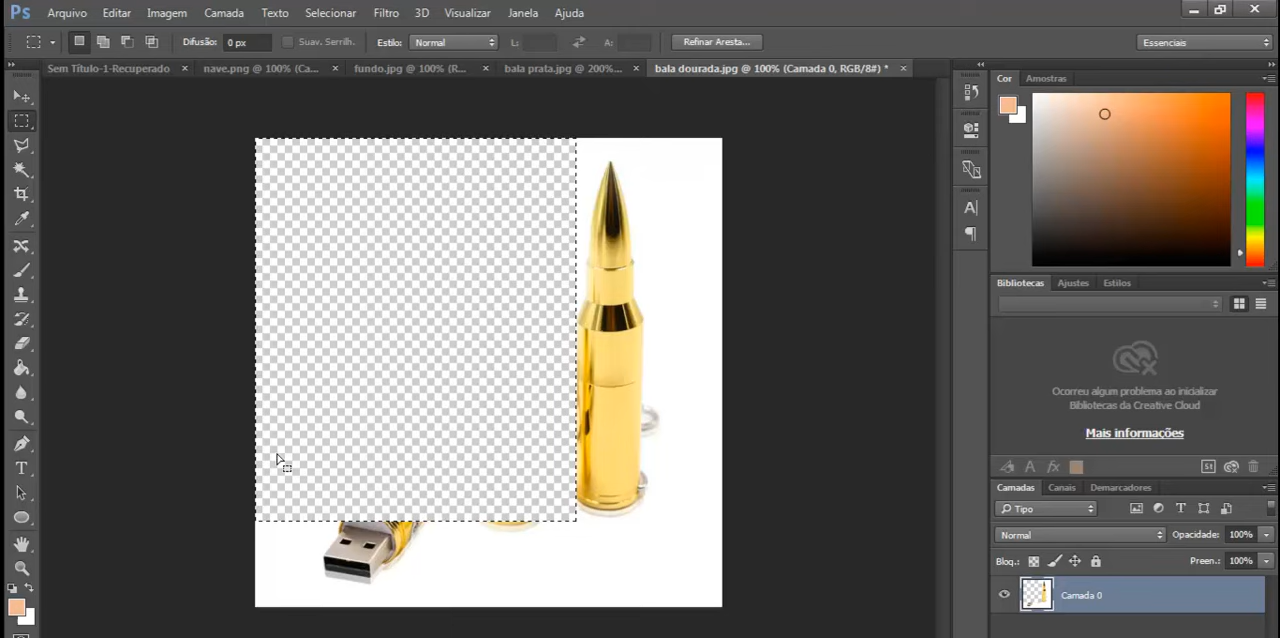 Ps Arquivo Editar Imagem Camada Texto Selecionar Filtro 3D Visualizar Janela Ajuda
Difusão: 0 px Suav. Serrilh. Estilo: Normal L: A: Refinar Aresta... Essenciais
Sem Título-1-Recuperado × nave.png @ 100% (Ca... × fundo.jpg @ 100% (R... × bala prata.jpg @ 200%... × bala dourada.jpg @ 100% (Camada 0, RGB/8#) * ×
Cor Amostras
Bibliotecas Ajustes Estilos
Ocorreu algum problema ao inicializar
Bibliotecas da Creative Cloud
Mais informações
Camadas Canais Demarcadores
Tipo
Normal Opacidade: 100%
Bloq.: Preen.: 100%
Camada 0